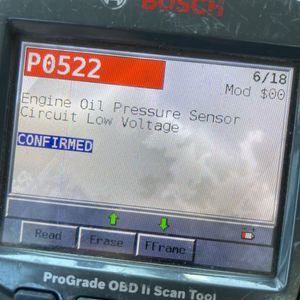 BOSCH
P0522
6/18
Mod $00
Engine Oil Pressure Sensor
Circuit Low Voltage
CONFIRMED
Read
Erase
FFrame
ProGrade OBD II Scan Tool